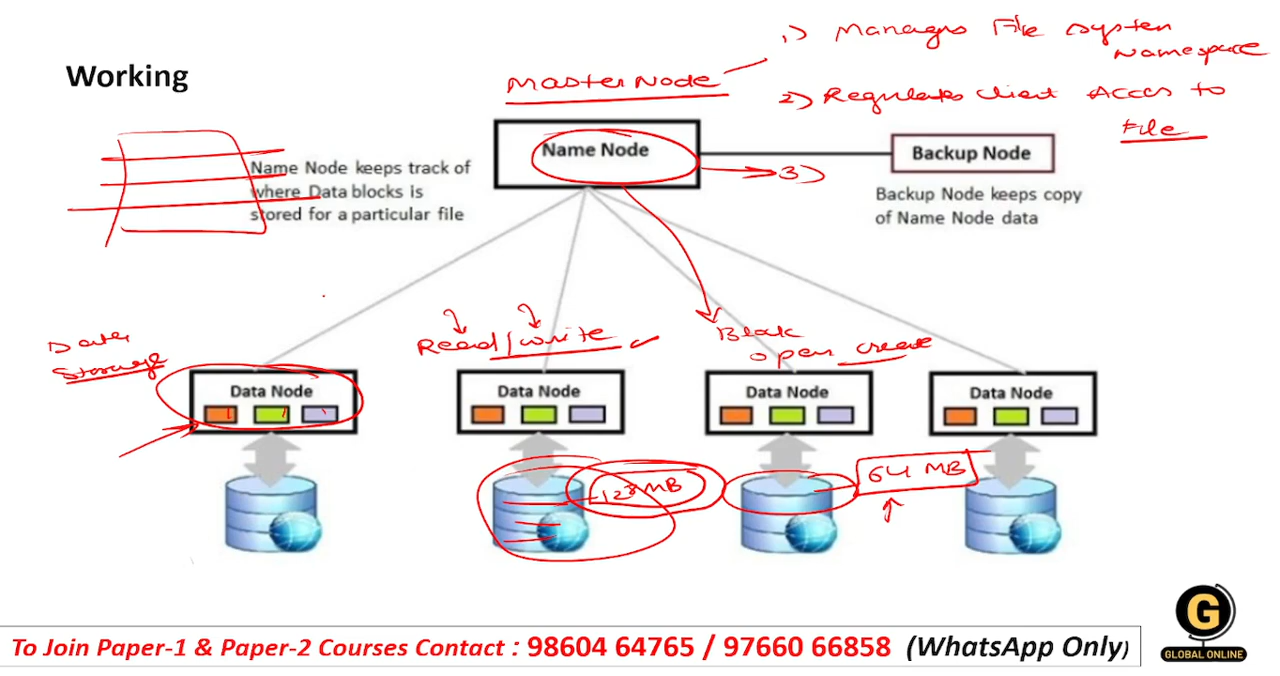 Working
Master Node
1) Manages File system
Namespace
2) Regulates client Acces to
File
3)
Name Node
Backup Node
Name Node keeps track of
where Data blocks is
stored for a particular file
Backup Node keeps copy
of Name Node data
Data
Storage
Read/write
Block
open create
Data Node
Data Node
Data Node
Data Node
128 MB
64 MB
G
GLOBAL ONLINE
To Join Paper-1 & Paper-2 Courses Contact : 98604 64765 / 97660 66858 (WhatsApp Only)